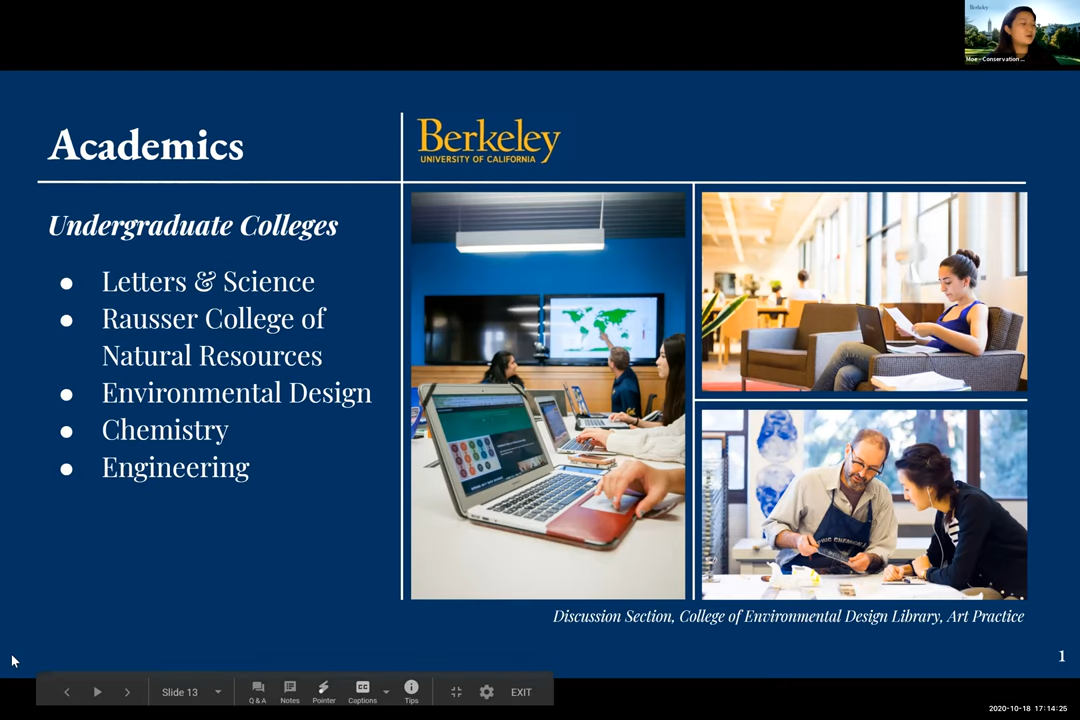 Berkeley
Moe - Conservation ...
Academics
Berkeley
UNIVERSITY OF CALIFORNIA
Undergraduate Colleges
● Letters & Science
● Rausser College of
Natural Resources
● Environmental Design
● Chemistry
● Engineering
Discussion Section, College of Environmental Design Library, Art Practice
1
Slide 13
Q & A
Notes
Pointer
CC
Captions
Tips
EXIT
2020-10-18 17:14:25